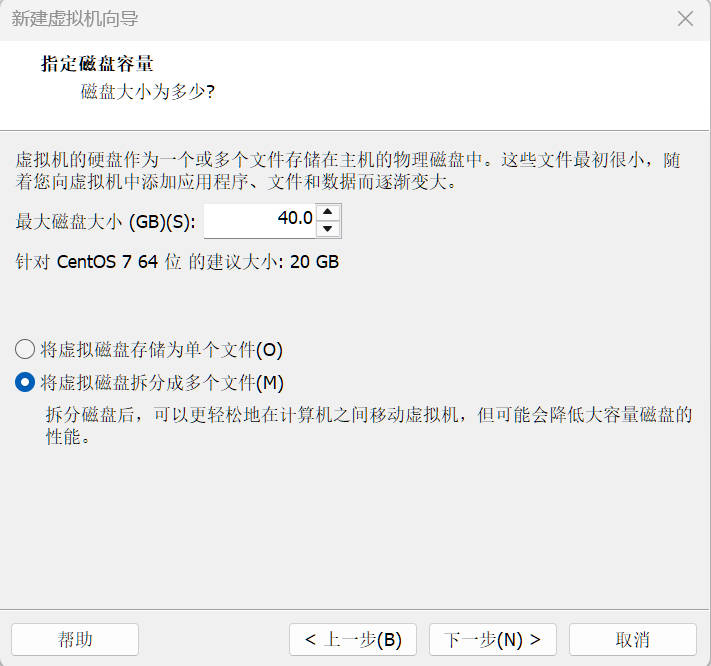 新建虚拟机向导
指定磁盘容量
磁盘大小为多少?
虚拟机的硬盘作为一个或多个文件存储在主机的物理磁盘中。这些文件最初很小，随
着您向虚拟机中添加应用程序、文件和数据而逐渐变大。
最大磁盘大小 (GB)(S): 40.0
针对 CentOS 7 64 位 的建议大小: 20 GB
将虚拟磁盘存储为单个文件(O)
将虚拟磁盘拆分成多个文件(M)
拆分磁盘后，可以更轻松地在计算机之间移动虚拟机，但可能会降低大容量磁盘的
性能。
帮助 < 上一步(B) 下一步(N) > 取消